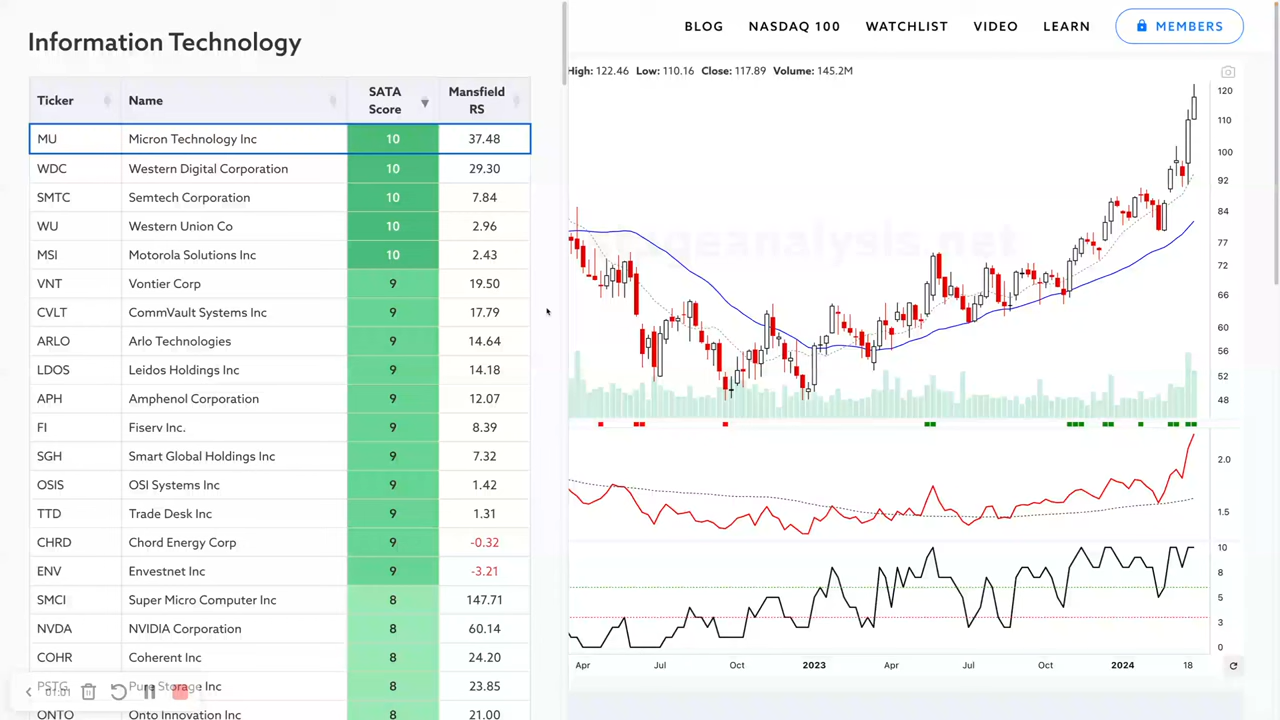 Information Technology
BLOG NASDAQ 100 WATCHLIST VIDEO LEARN MEMBERS
Ticker Name SATA Score Mansfield RS
MU Micron Technology Inc 10 37.48
WDC Western Digital Corporation 10 29.30
SMTC Semtech Corporation 10 7.84
WU Western Union Co 10 2.96
MSI Motorola Solutions Inc 10 2.43
VNT Vontier Corp 9 19.50
CVLT CommVault Systems Inc 9 17.79
ARLO Arlo Technologies 9 14.64
LDOS Leidos Holdings Inc 9 14.18
APH Amphenol Corporation 9 12.07
FI Fiserv Inc. 9 8.39
SGH Smart Global Holdings Inc 9 7.32
OSIS OSI Systems Inc 9 1.42
TTD Trade Desk Inc 9 1.31
CHRD Chord Energy Corp 9 -0.32
ENV Envestnet Inc 9 -3.21
SMCI Super Micro Computer Inc 8 147.71
NVDA NVIDIA Corporation 8 60.14
COHR Coherent Inc 8 24.20
PSTG Pure Storage Inc 8 23.85
ONTO Onto Innovation Inc 8 21.00
01:01
High: 122.46 Low: 110.16 Close: 117.89 Volume: 145.2M
120
110
100
92
84
77
72
66
60
56
52
48
2.0
1.5
10
8
5
3
0
Apr Jul Oct 2023 Apr Jul Oct 2024 18